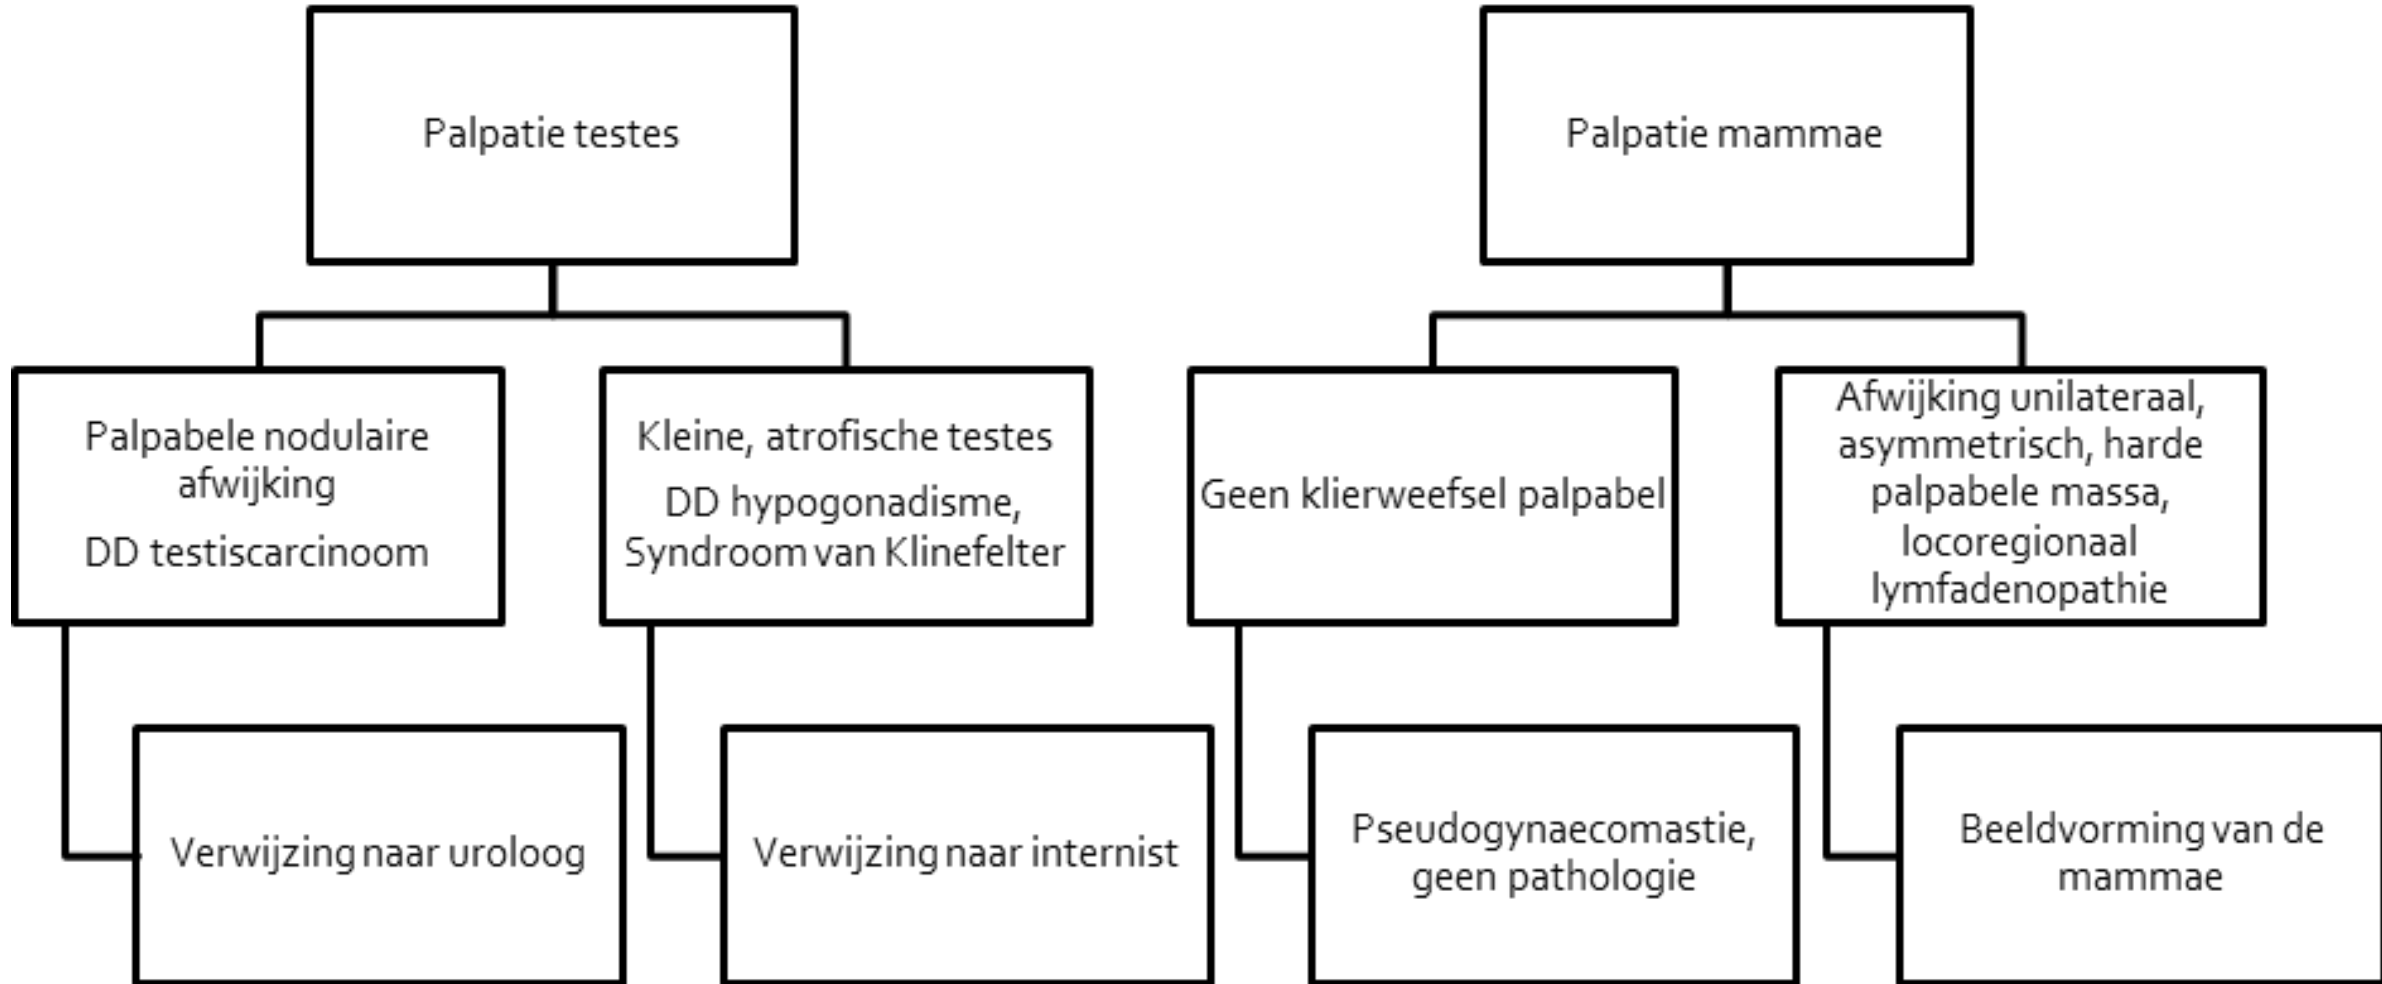 Palpatie testes
Palpatie mammae
Palpabele nodulaire
afwijking
DD testiscarcinoom
Kleine, atrofische testes
DD hypogonadisme,
Syndroom van Klinefelter
Geen klierweefsel palpabel
Afwijking unilateraal,
asymmetrisch, harde
palpabele massa,
locoregionaal
lymfadenopathie
Verwijzing naar uroloog
Verwijzing naar internist
Pseudogynaecomastie,
geen pathologie
Beeldvorming van de
mammae